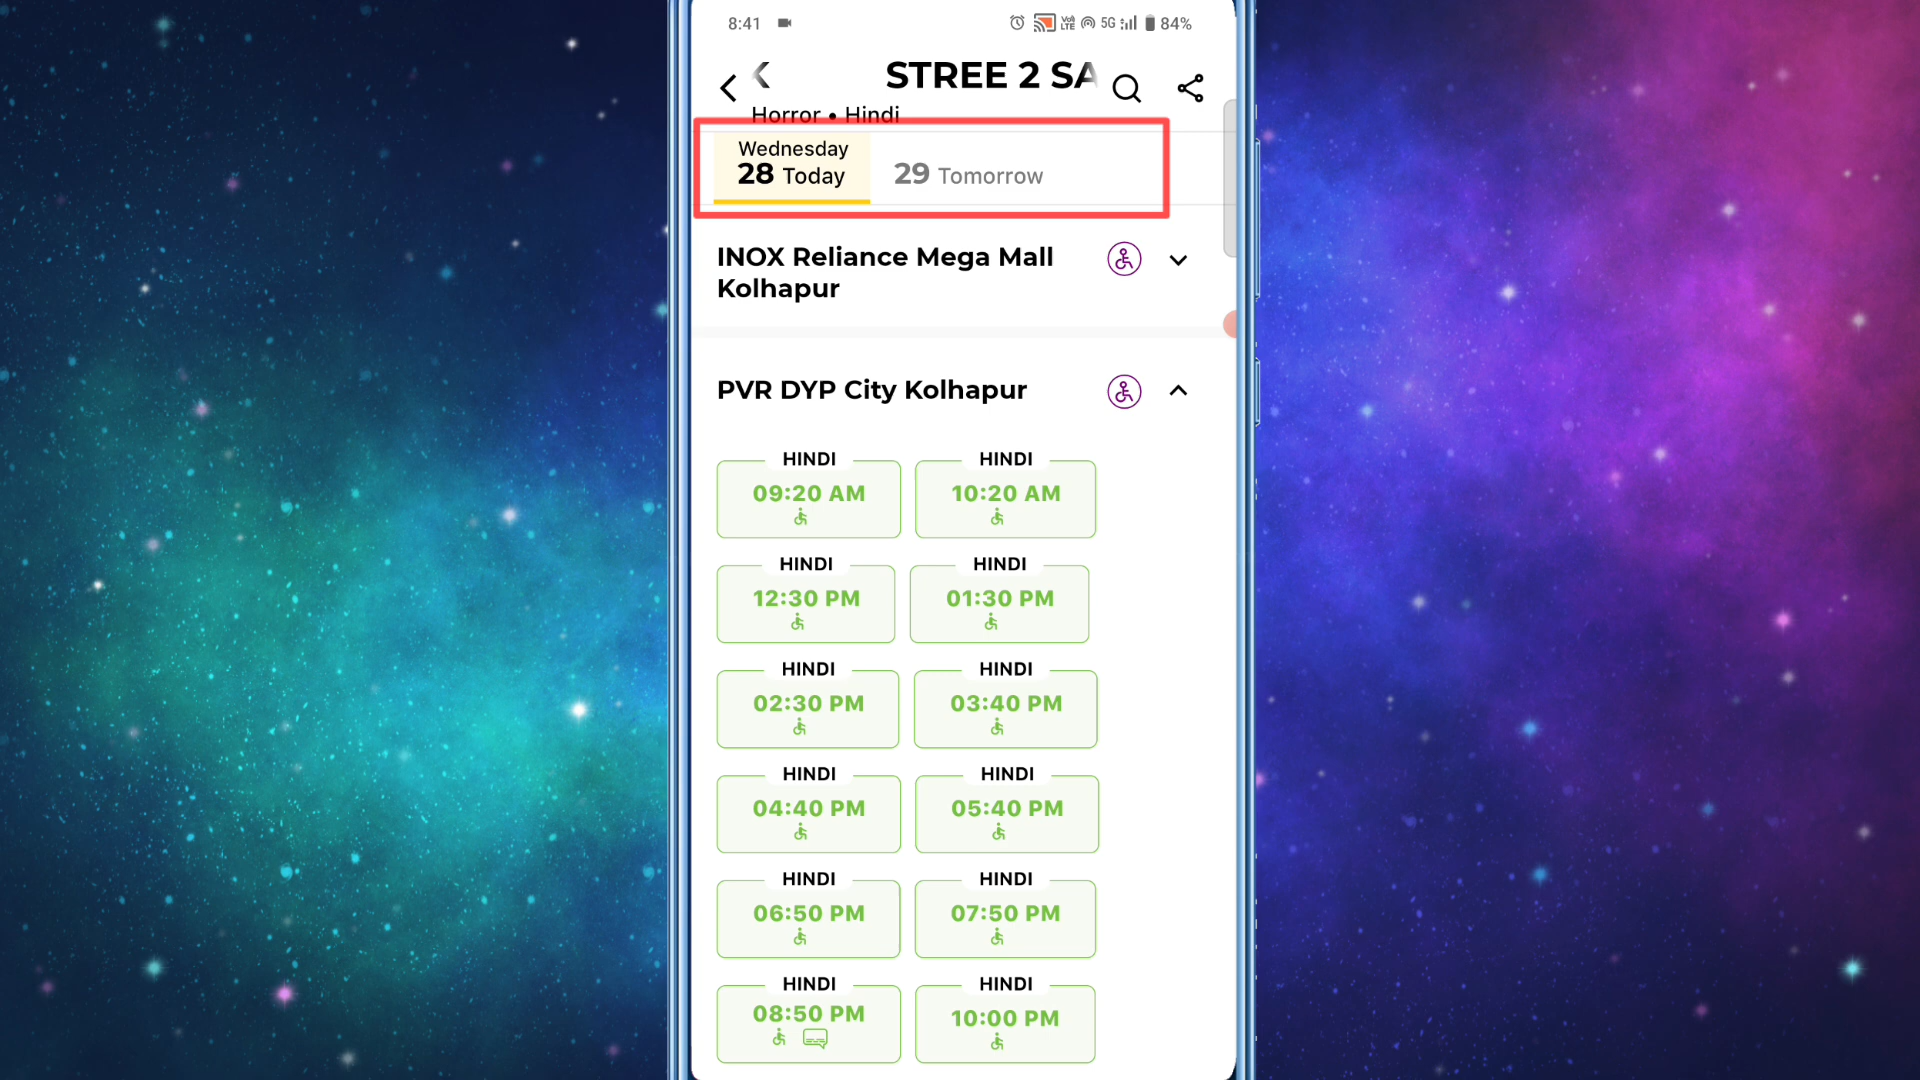 8:41
Vo)) LTE 5G 84%
STREE 2 SA
Horror • Hindi
Wednesday
28 Today 29 Tomorrow
INOX Reliance Mega Mall
Kolhapur
PVR DYP City Kolhapur
HINDI HINDI
09:20 AM 10:20 AM
HINDI HINDI
12:30 PM 01:30 PM
HINDI HINDI
02:30 PM 03:40 PM
HINDI HINDI
04:40 PM 05:40 PM
HINDI HINDI
06:50 PM 07:50 PM
HINDI HINDI
08:50 PM 10:00 PM